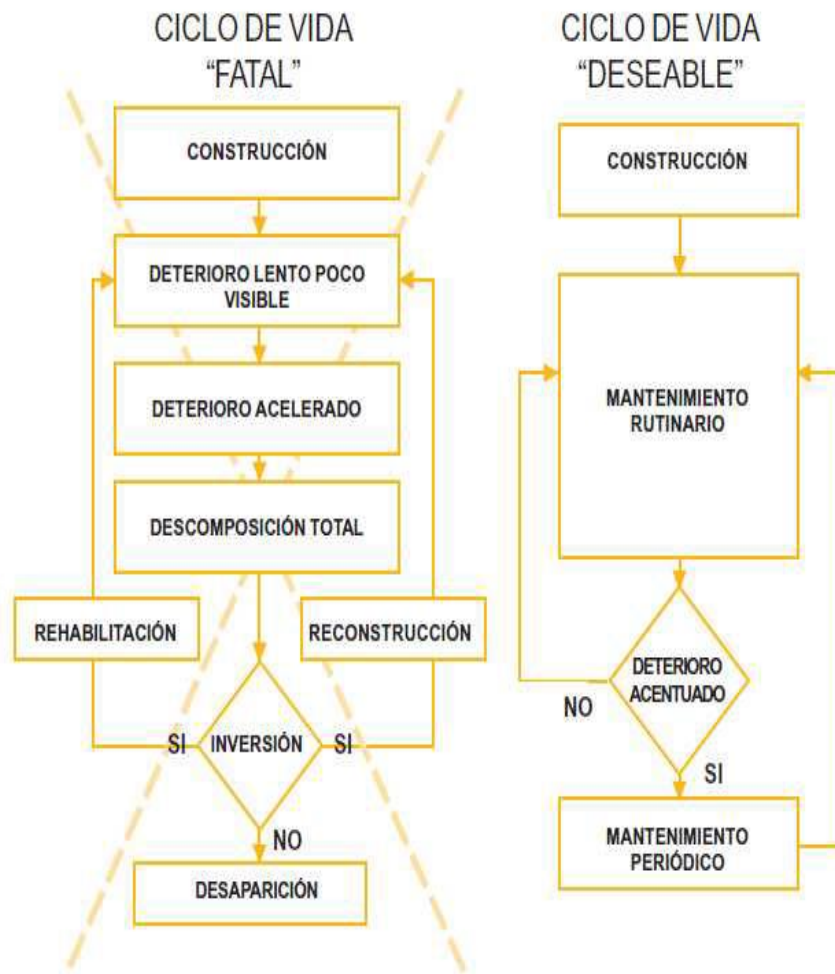 CICLO DE VIDA
“FATAL”
CONSTRUCCIÓN
DETERIORO LENTO POCO
VISIBLE
DETERIORO ACELERADO
DESCOMPOSICIÓN TOTAL
REHABILITACIÓN
RECONSTRUCCIÓN
SI
INVERSIÓN
SI
NO
DESAPARICIÓN
CICLO DE VIDA
“DESEABLE”
CONSTRUCCIÓN
MANTENIMIENTO
RUTINARIO
DETERIORO
ACENTUADO
NO
SI
MANTENIMIENTO
PERIÓDICO